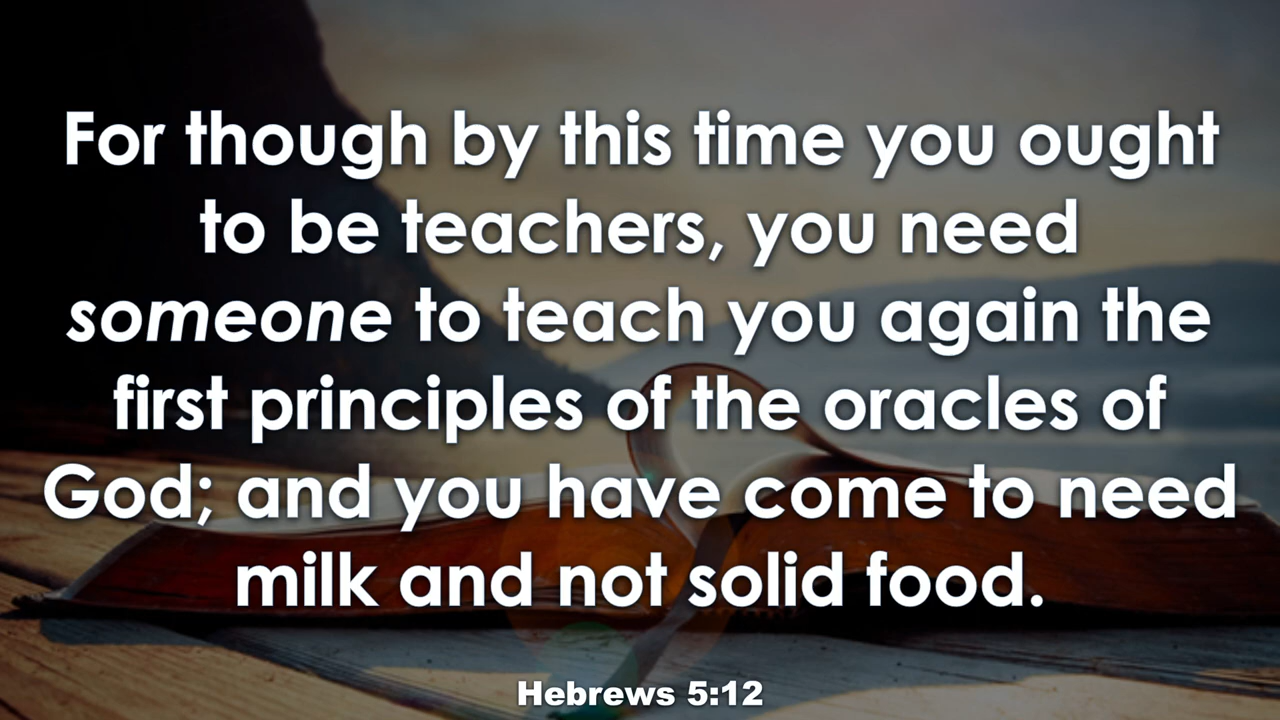 For though by this time you ought
to be teachers, you need
someone to teach you again the
first principles of the oracles of
God; and you have come to need
milk and not solid food.
Hebrews 5:12